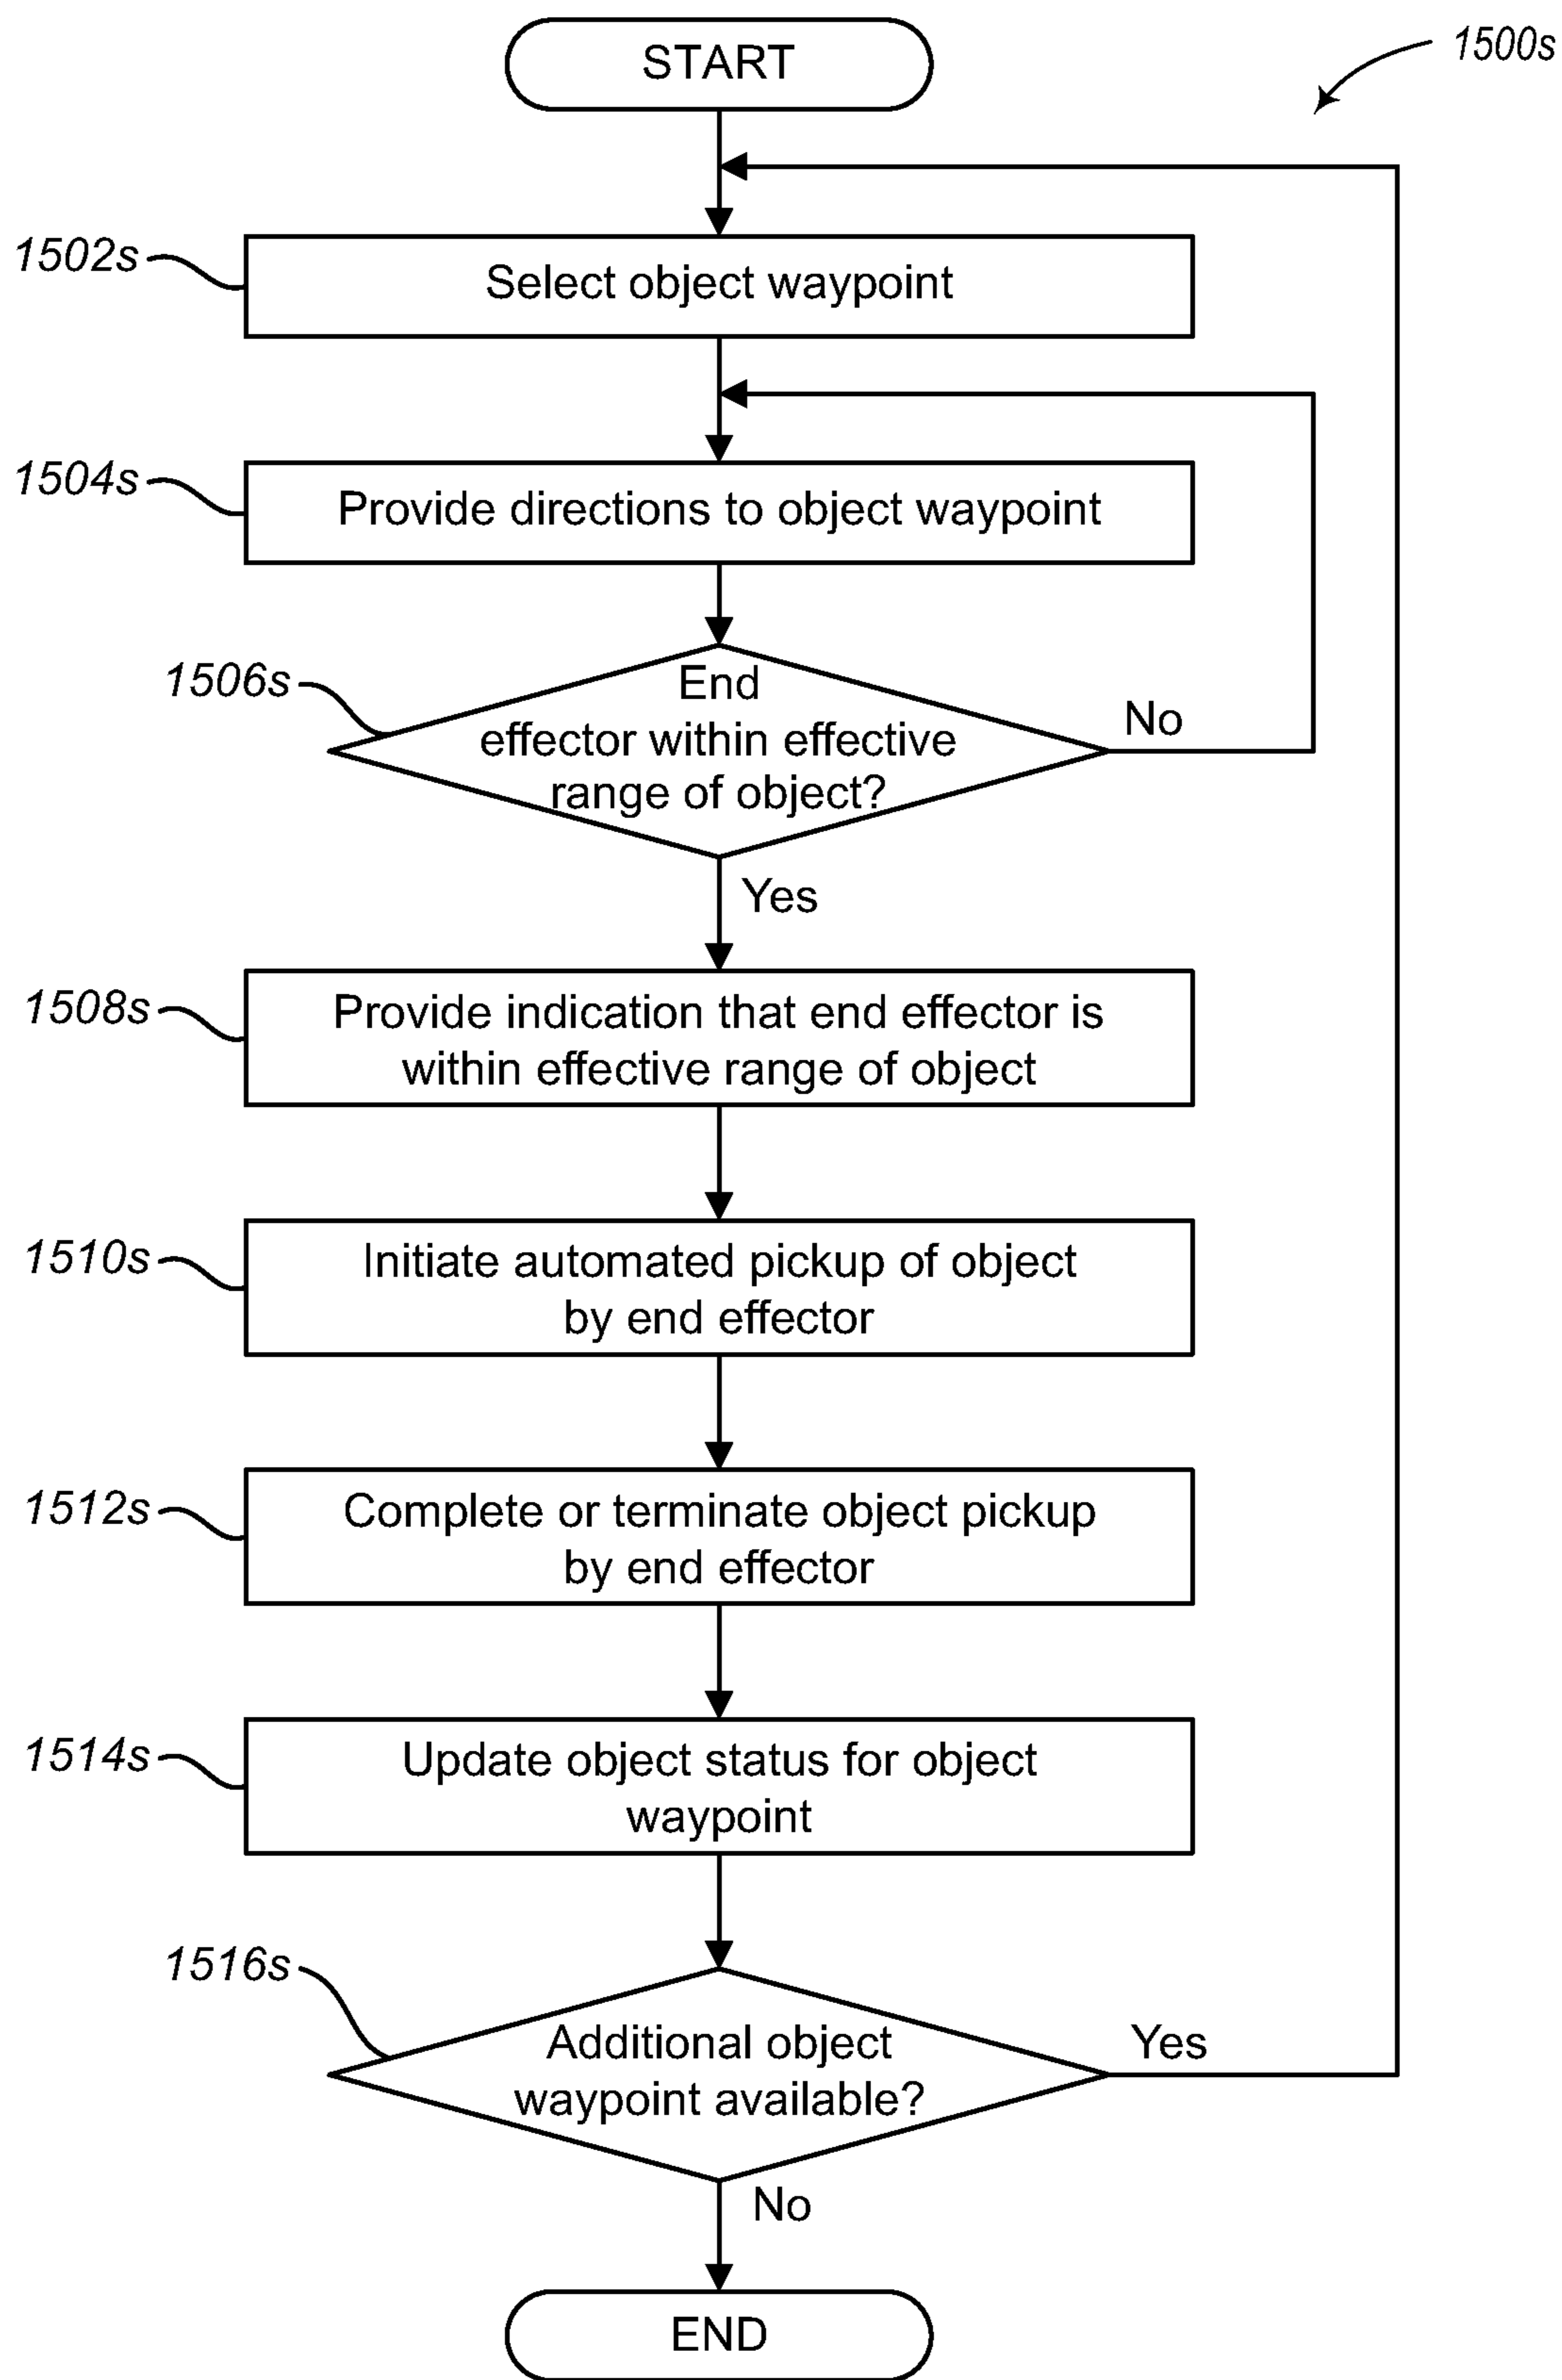 START
1500s
1502s
Select object waypoint
1504s
Provide directions to object waypoint
1506s
End
effector within effective
range of object?
No
Yes
1508s
Provide indication that end effector is
within effective range of object
1510s
Initiate automated pickup of object
by end effector
1512s
Complete or terminate object pickup
by end effector
1514s
Update object status for object
waypoint
1516s
Additional object
waypoint available?
Yes
No
END